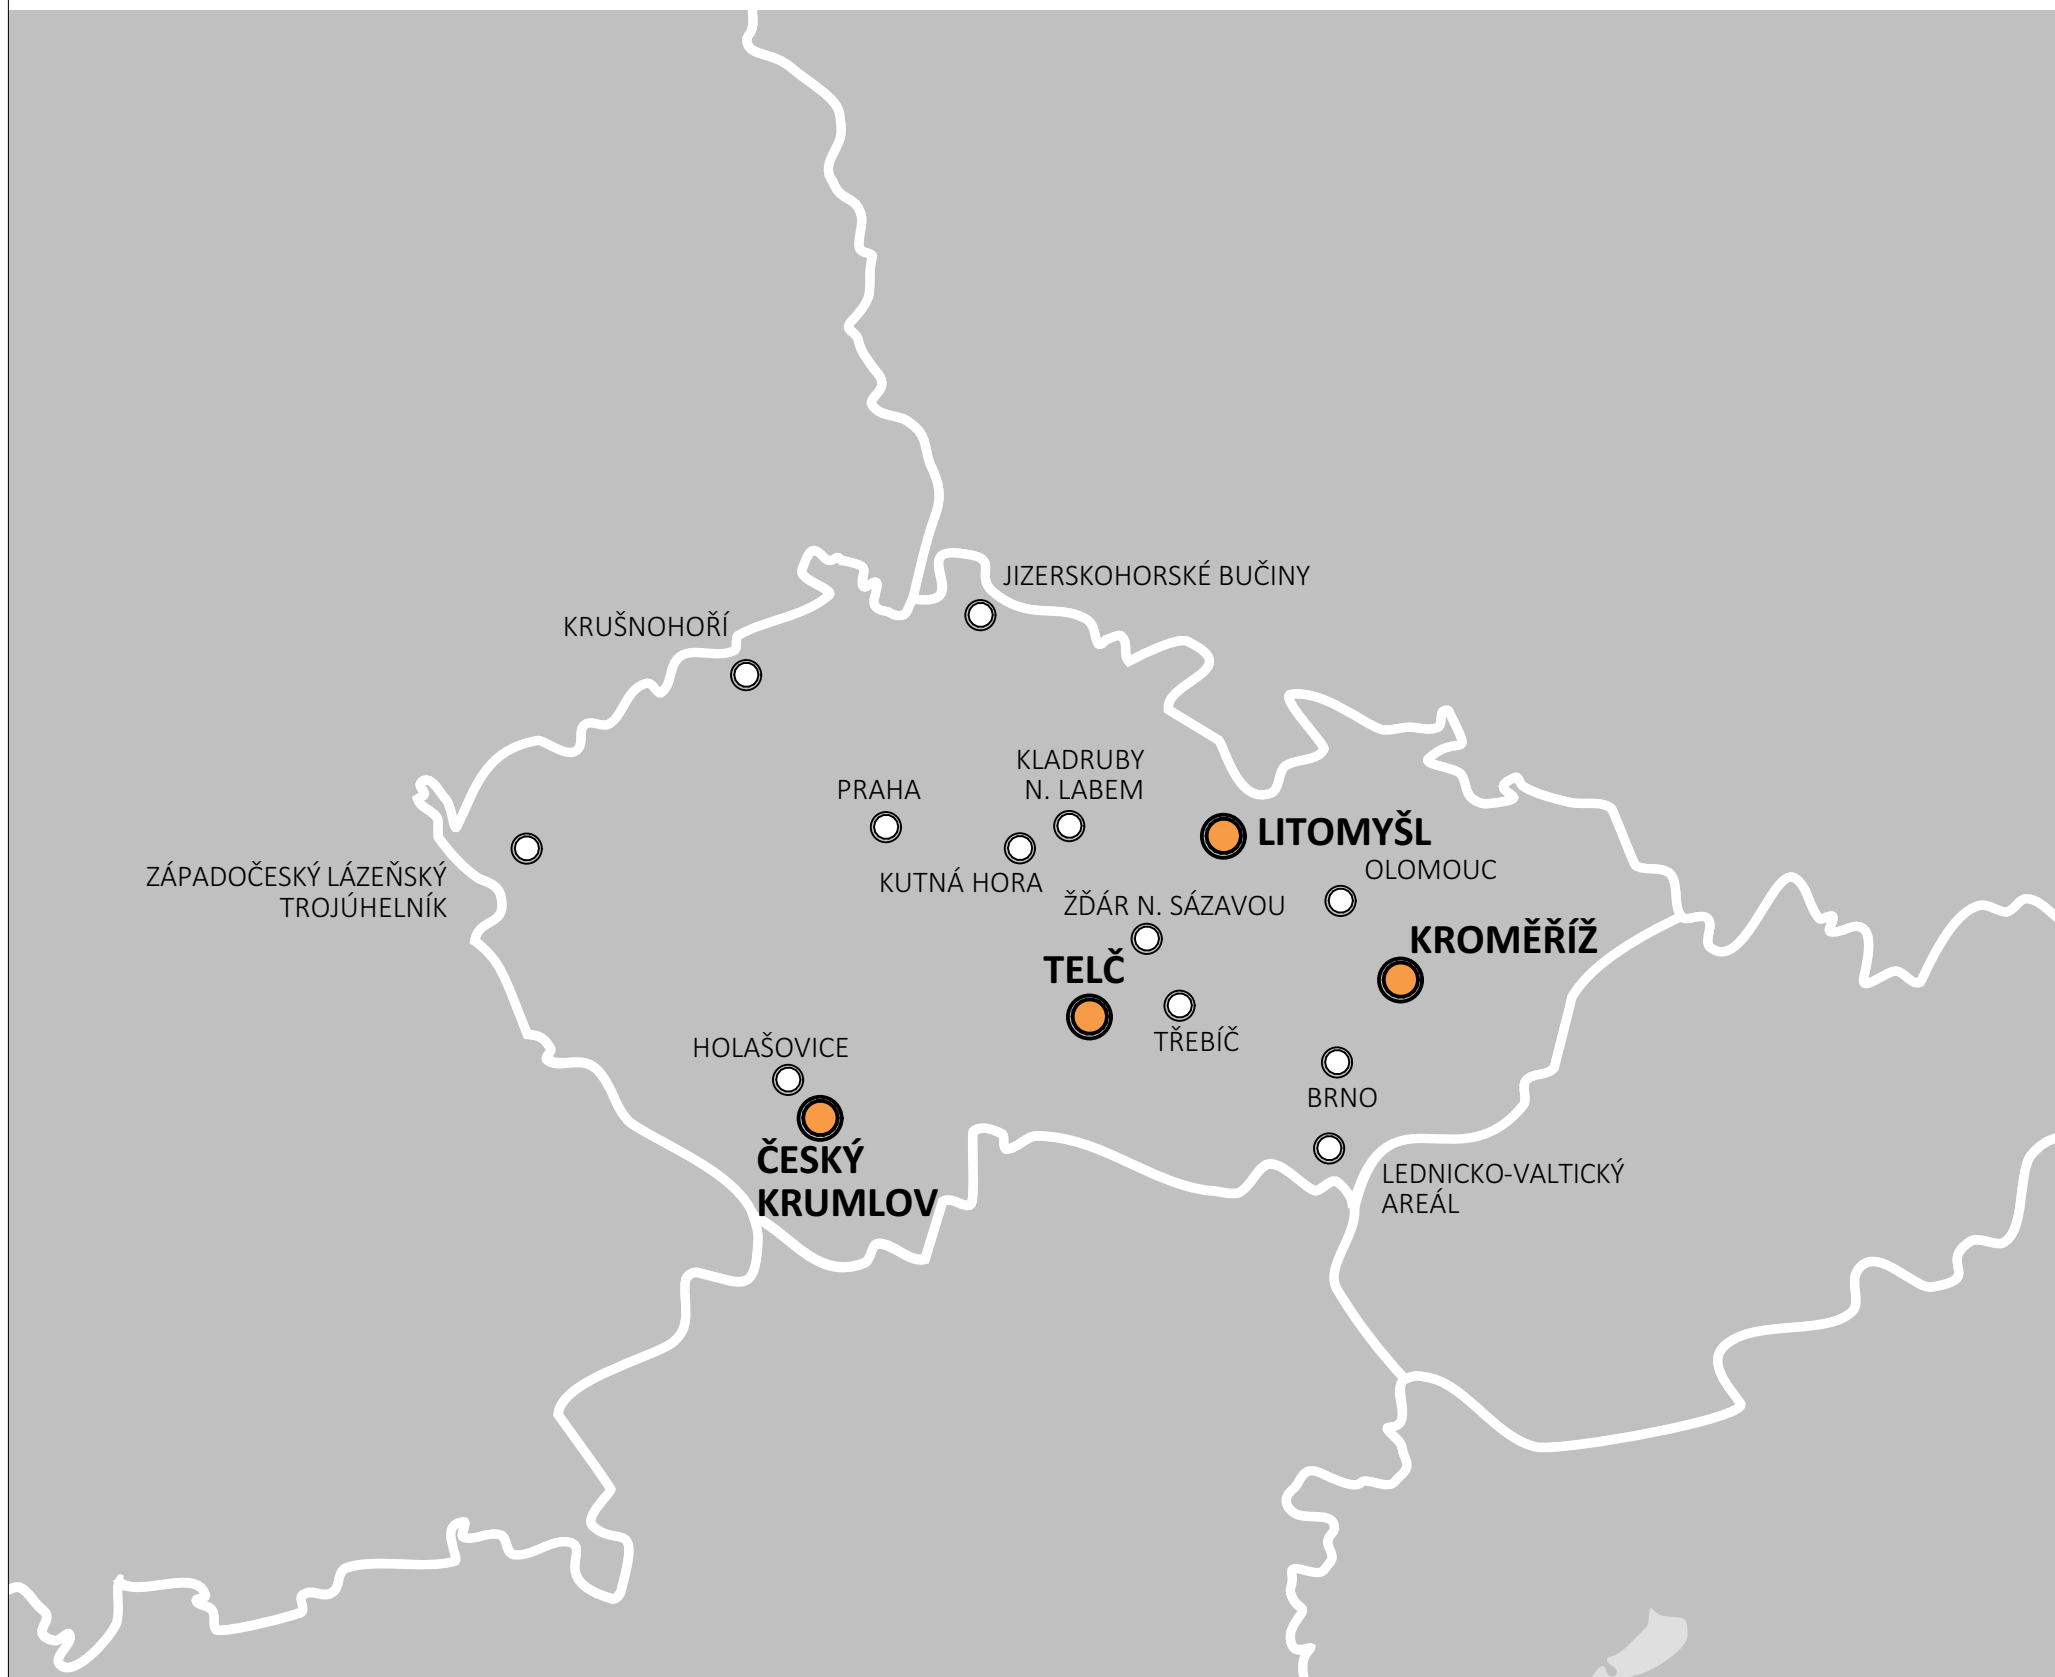 JIZERSKOHORSKÉ BUČINY
KRUŠNOHOŘÍ
KLADRUBY
N. LABEM
PRAHA
LITOMYŠL
OLOMOUC
ZÁPADOČESKÝ LÁZEŇSKÝ
TROJÚHELNÍK
KUTNÁ HORA
ŽĎÁR N. SÁZAVOU
KROMĚŘÍŽ
TELČ
TŘEBÍČ
HOLAŠOVICE
BRNO
ČESKÝ
KRUMLOV
LEDNICKO-VALTICKÝ
AREÁL